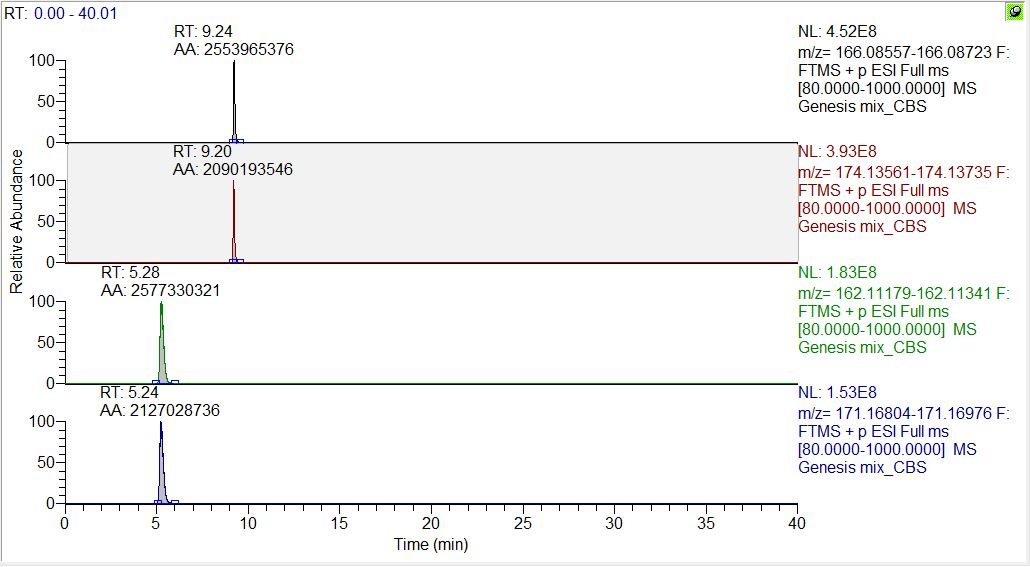 RT: 0.00 - 40.01
RT: 9.24
AA: 2553965376
NL: 4.52E8
m/z= 166.08557-166.08723 F:
FTMS + p ESI Full ms
[80.0000-1000.0000] MS
Genesis mix_CBS
100
50
0
RT: 9.20
AA: 2090193546
NL: 3.93E8
m/z= 174.13561-174.13735 F:
FTMS + p ESI Full ms
[80.0000-1000.0000] MS
Genesis mix_CBS
100
50
0
Relative Abundance
RT: 5.28
AA: 2577330321
NL: 1.83E8
m/z= 162.11179-162.11341 F:
FTMS + p ESI Full ms
[80.0000-1000.0000] MS
Genesis mix_CBS
100
50
0
RT: 5.24
AA: 2127028736
NL: 1.53E8
m/z= 171.16804-171.16976 F:
FTMS + p ESI Full ms
[80.0000-1000.0000] MS
Genesis mix_CBS
100
50
0
0 5 10 15 20 25 30 35 40
Time (min)